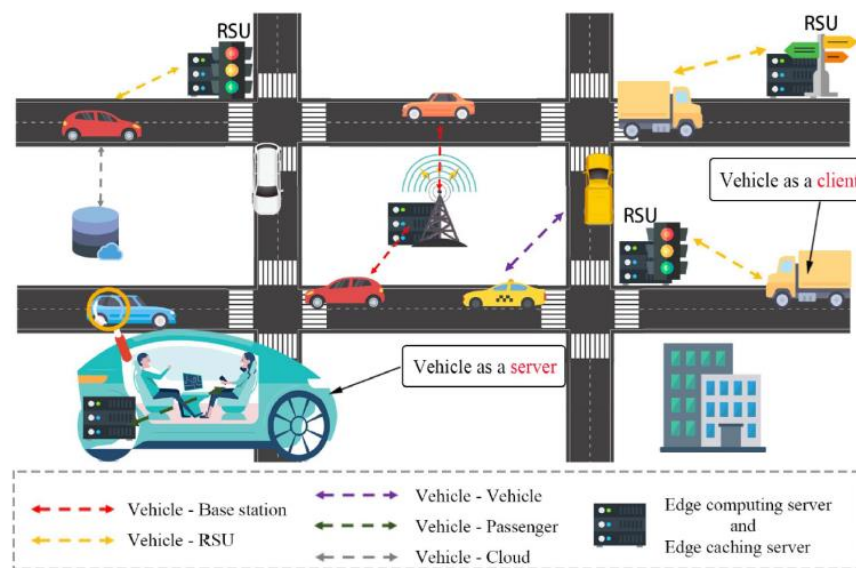 RSU
RSU
Vehicle as a client
RSU
Vehicle as a server
Vehicle - Base station
Vehicle - RSU
Vehicle - Vehicle
Vehicle - Passenger
Vehicle - Cloud
Edge computing server
and
Edge caching server